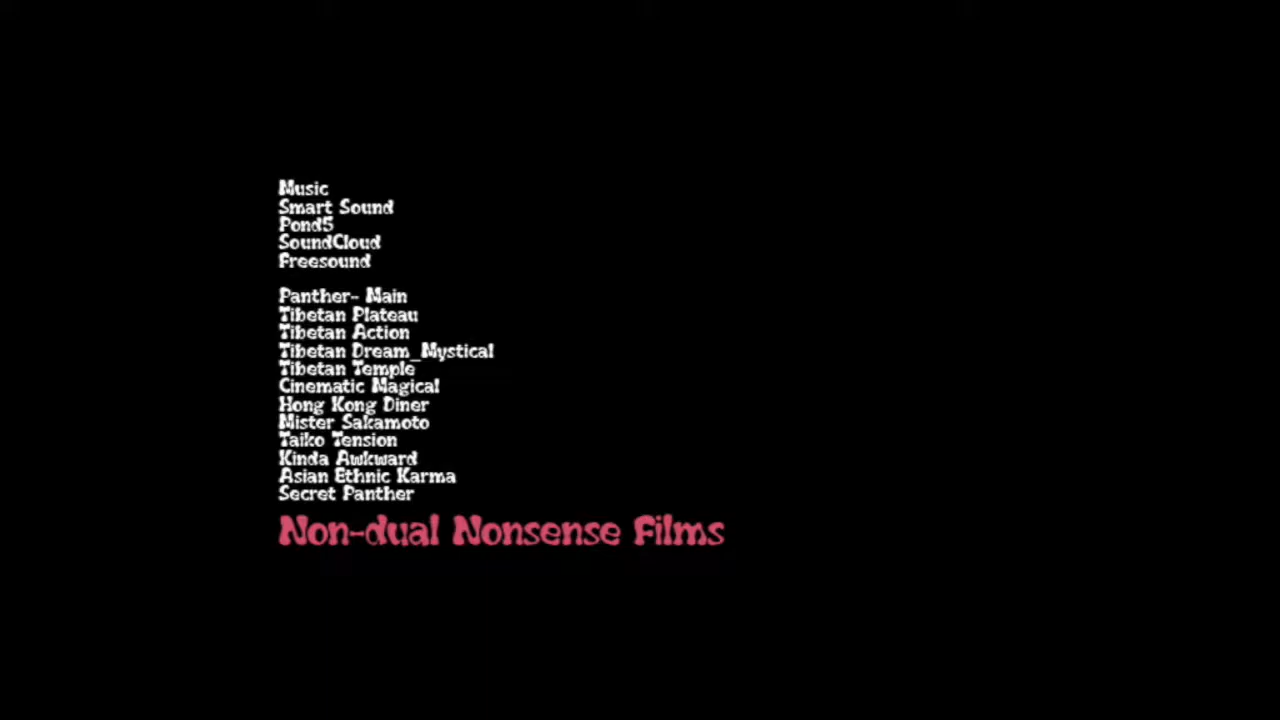 Music
Smart Sound
Pond5
SoundCloud
Freesound
Panther- Main
Tibetan Plateau
Tibetan Action
Tibetan Dream_Mystical
Tibetan Temple
Cinematic Magical
Hong Kong Diner
Mister Sakamoto
Taiko Tension
Kinda Awkward
Asian Ethnic Karma
Secret Panther
Non-dual Nonsense Films